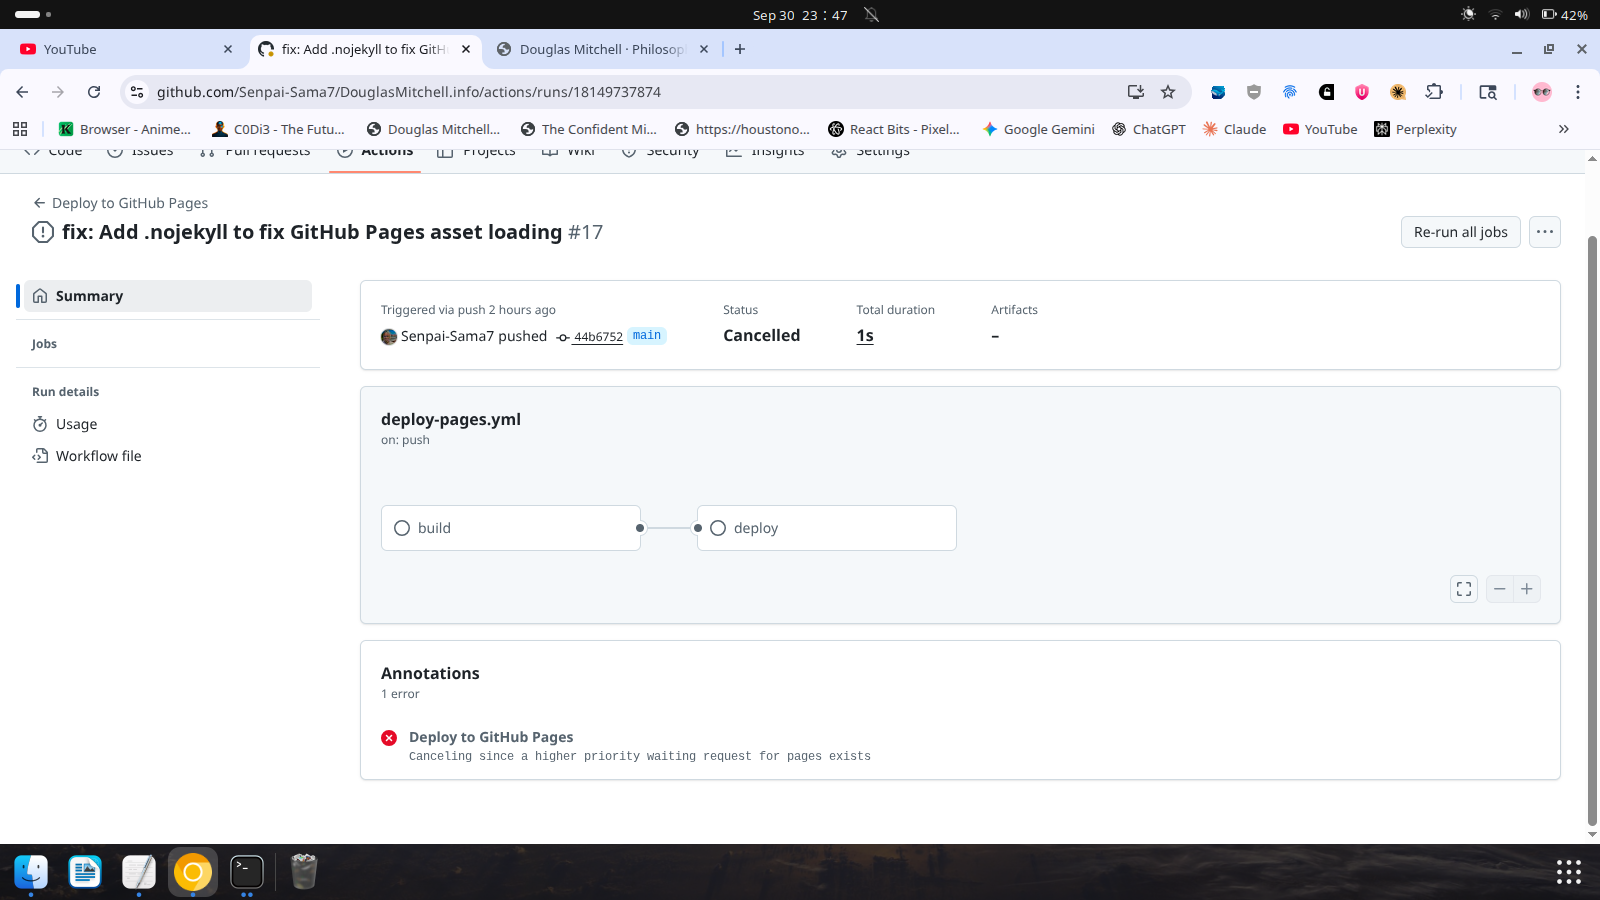 Sep 30 23 : 47
42%
YouTube
fix: Add .nojekyll to fix GitH
Douglas Mitchell · Philosop
github.com/Senpai-Sama7/DouglasMitchell.info/actions/runs/18149737874
Browser - Anime...
C0Di3 - The Futu...
Douglas Mitchell...
The Confident Mi...
https://houstono...
React Bits - Pixel...
Google Gemini
ChatGPT
Claude
YouTube
Perplexity
Code
Issues
Pull requests
Actions
Projects
Wiki
Security
Insights
Settings
Deploy to GitHub Pages
fix: Add .nojekyll to fix GitHub Pages asset loading #17
Re-run all jobs
Summary
Jobs
Run details
Usage
Workflow file
Triggered via push 2 hours ago
Senpai-Sama7 pushed 44b6752 main
Status
Cancelled
Total duration
1s
Artifacts
–
deploy-pages.yml
on: push
build
deploy
Annotations
1 error
Deploy to GitHub Pages
Canceling since a higher priority waiting request for pages exists